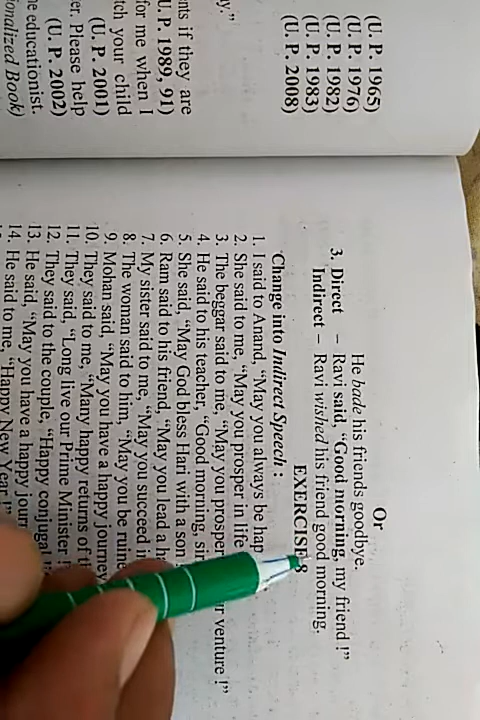 (U. P. 1965)
(U. P. 1976)
(U. P. 1982)
(U. P. 1983)
(U. P. 2008)
y.”
nts if they are
U. P. 1989, 91)
for me when I
tch your child
(U. P. 2001)
er. Please help
(U. P. 2002)
e educationist.
ionalized Book)
Or
He bade his friends goodbye.
3. Direct – Ravi said, “Good morning, my friend !”
Indirect – Ravi wished his friend good morning.
EXERCISE 8
Change into Indirect Speech :
1. I said to Anand, “May you always be hap
2. She said to me, “May you prosper in life
3. The beggar said to me, “May you prosper ur venture !”
4. He said to his teacher, “Good morning, sir
5. She said, “May God bless Hari with a son
6. Ram said to his friend, “May you lead a ha
7. My sister said to me, “May you succeed i
8. The woman said to him, “May you be ruine
9. Mohan said, “May you have a happy journey
10. They said to me, “Many happy returns of t
11. They said, “Long live our Prime Minster !”
12. They said to the couple, “Happy conjugal li
13. He said, “May you have a happy journ
14. He said to me, “Happy New Year !”